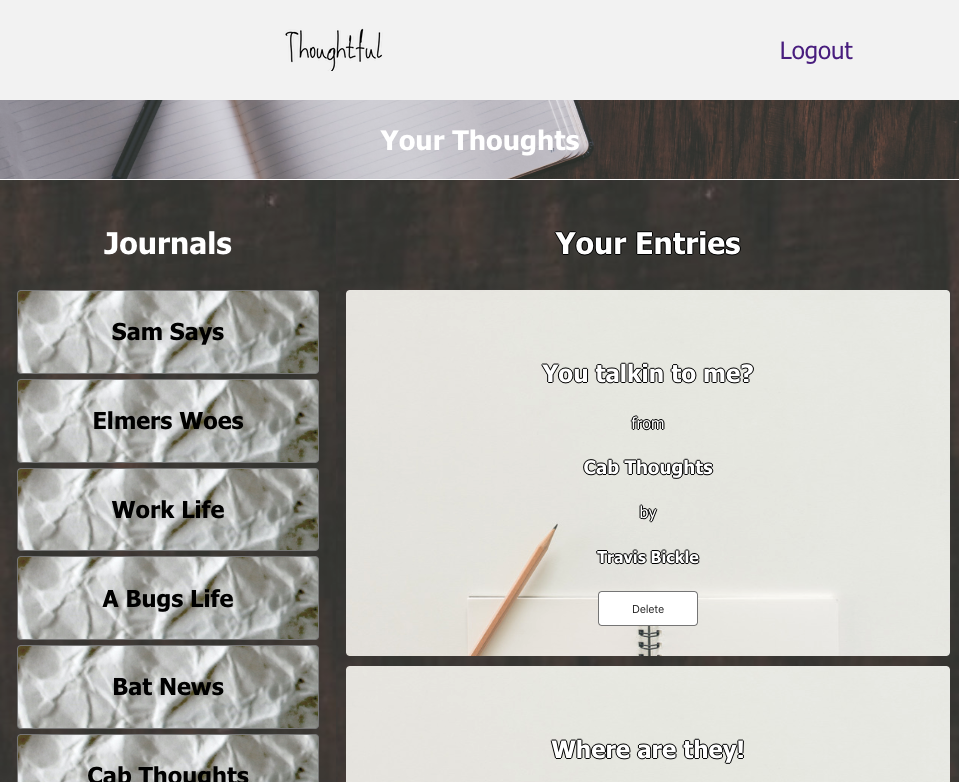 Thoughtful
Logout
Your Thoughts
Journals
Your Entries
Sam Says
Elmers Woes
Work Life
A Bugs Life
Bat News
Cab Thoughts
You talkin to me?
from
Cab Thoughts
by
Travis Bickle
Delete
Where are they!